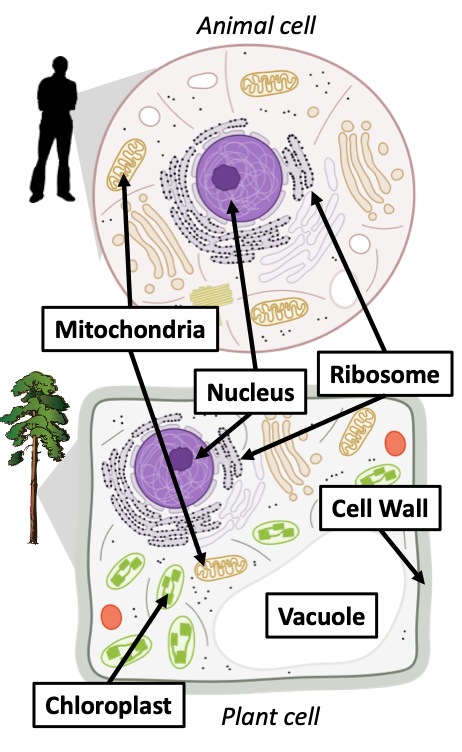 Animal cell
Mitochondria
Nucleus
Ribosome
Cell Wall
Vacuole
Chloroplast
Plant cell